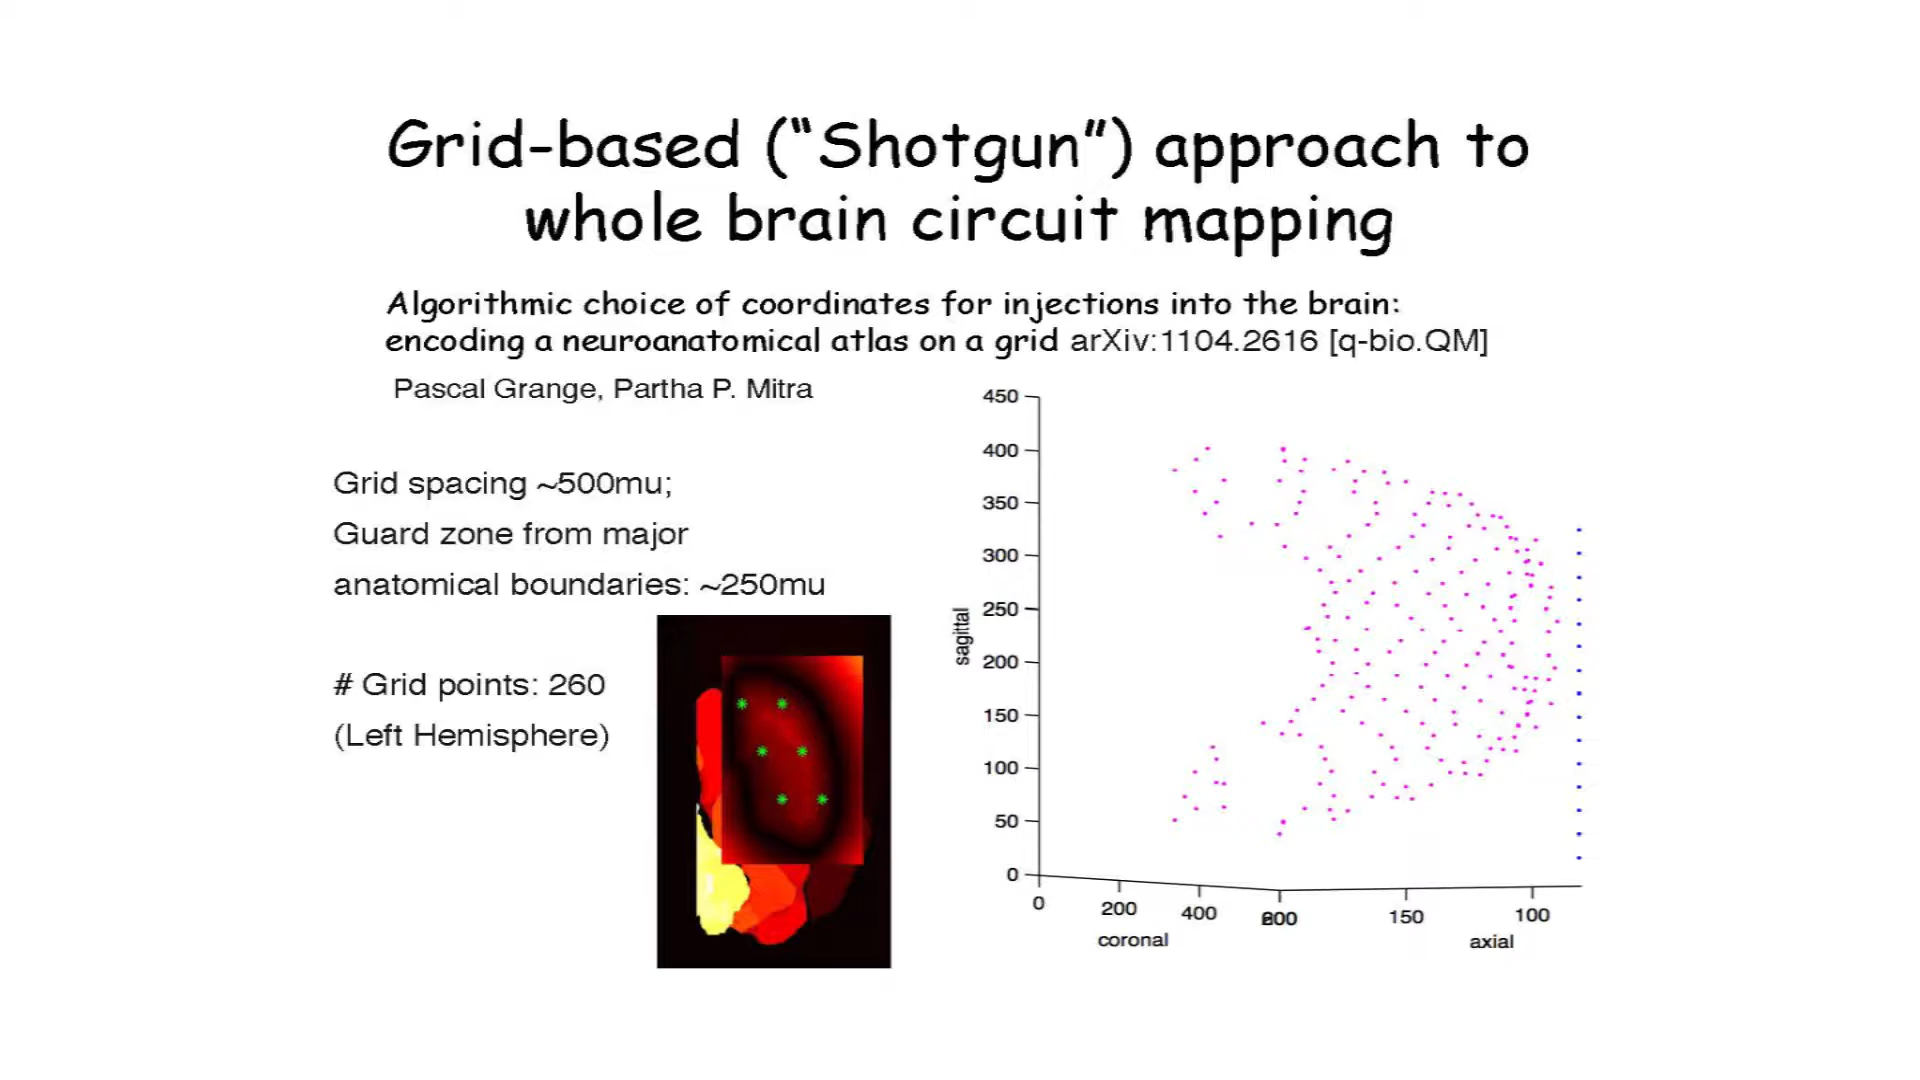 Grid-based (“Shotgun”) approach to
whole brain circuit mapping
Algorithmic choice of coordinates for injections into the brain:
encoding a neuroanatomical atlas on a grid arXiv:1104.2616 [q-bio.QM]
Pascal Grange, Partha P. Mitra
Grid spacing ~500mu;
Guard zone from major
anatomical boundaries: ~250mu
# Grid points: 260
(Left Hemisphere)
450
400
350
300
250
200
150
100
50
0
sagittal
0
200
400
150
100
coronal
axial